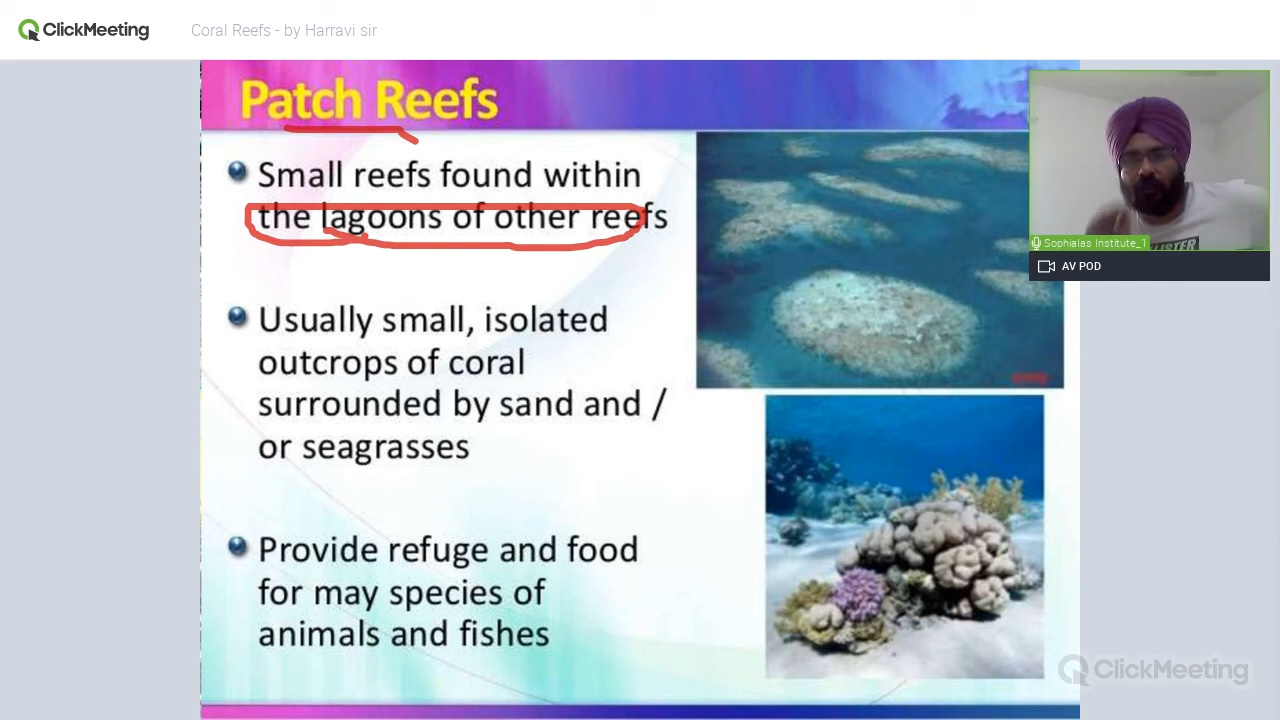 ClickMeeting
Coral Reefs - by Harravi sir
Patch Reefs
Small reefs found within
the lagoons of other reefs
Usually small, isolated
outcrops of coral
surrounded by sand and /
or seagrasses
Provide refuge and food
for may species of
animals and fishes
Sophialas Institute_1
AV POD
ClickMeeting